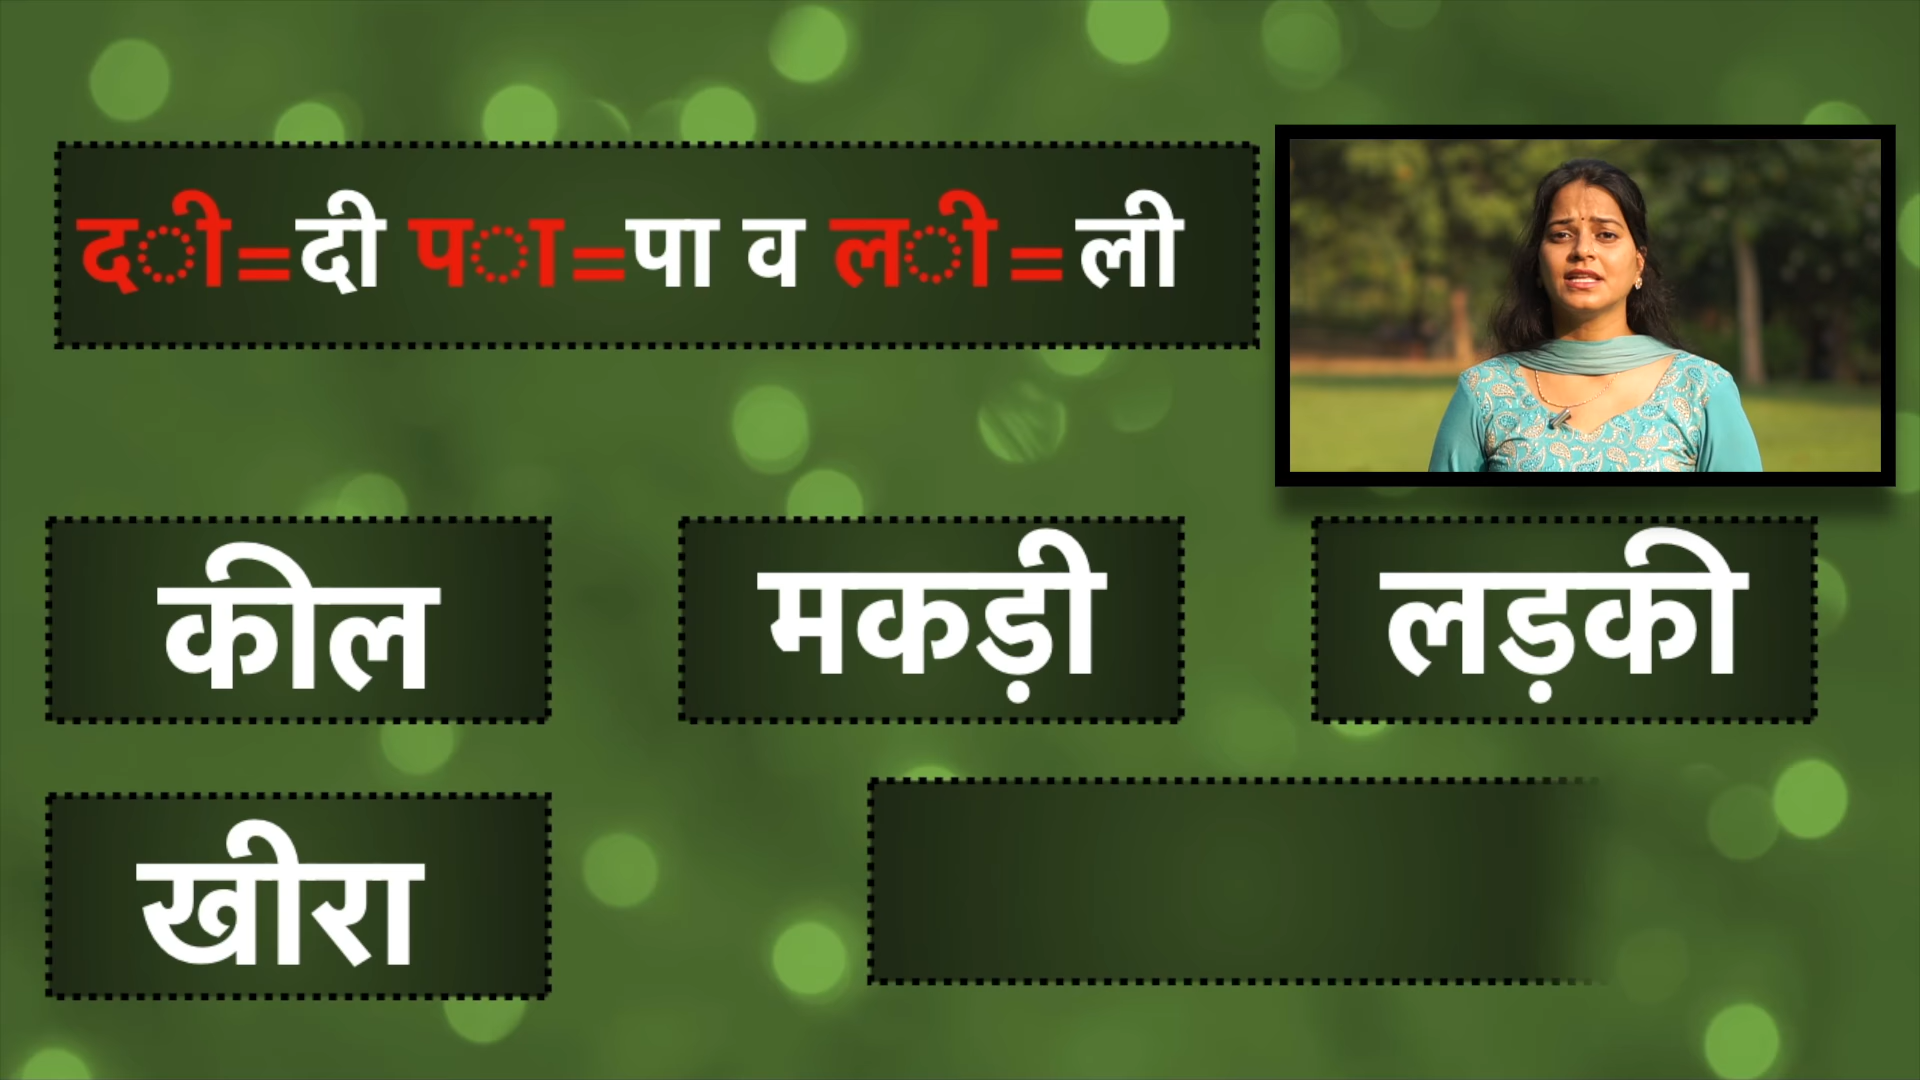 दी=दी पा=पा व ली=ली
कील
मकड़ी
लड़की
खीरा